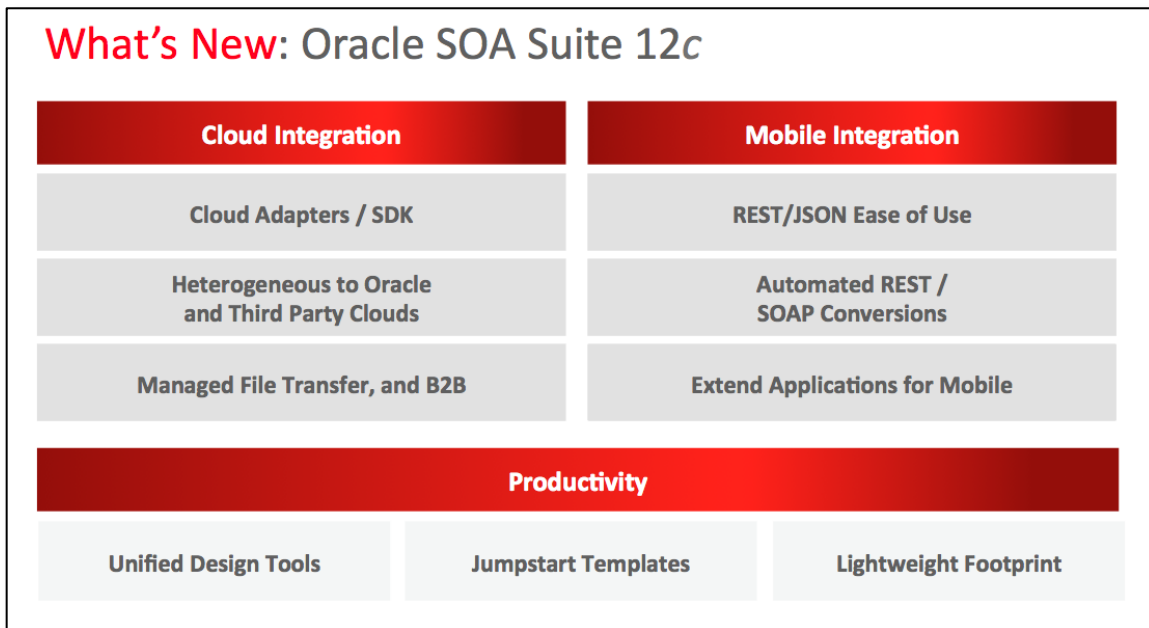 What's New: Oracle SOA Suite 12c
Cloud Integration
Cloud Adapters / SDK
Heterogeneous to Oracle
and Third Party Clouds
Managed File Transfer, and B2B
Mobile Integration
REST/JSON Ease of Use
Automated REST /
SOAP Conversions
Extend Applications for Mobile
Productivity
Unified Design Tools
Jumpstart Templates
Lightweight Footprint